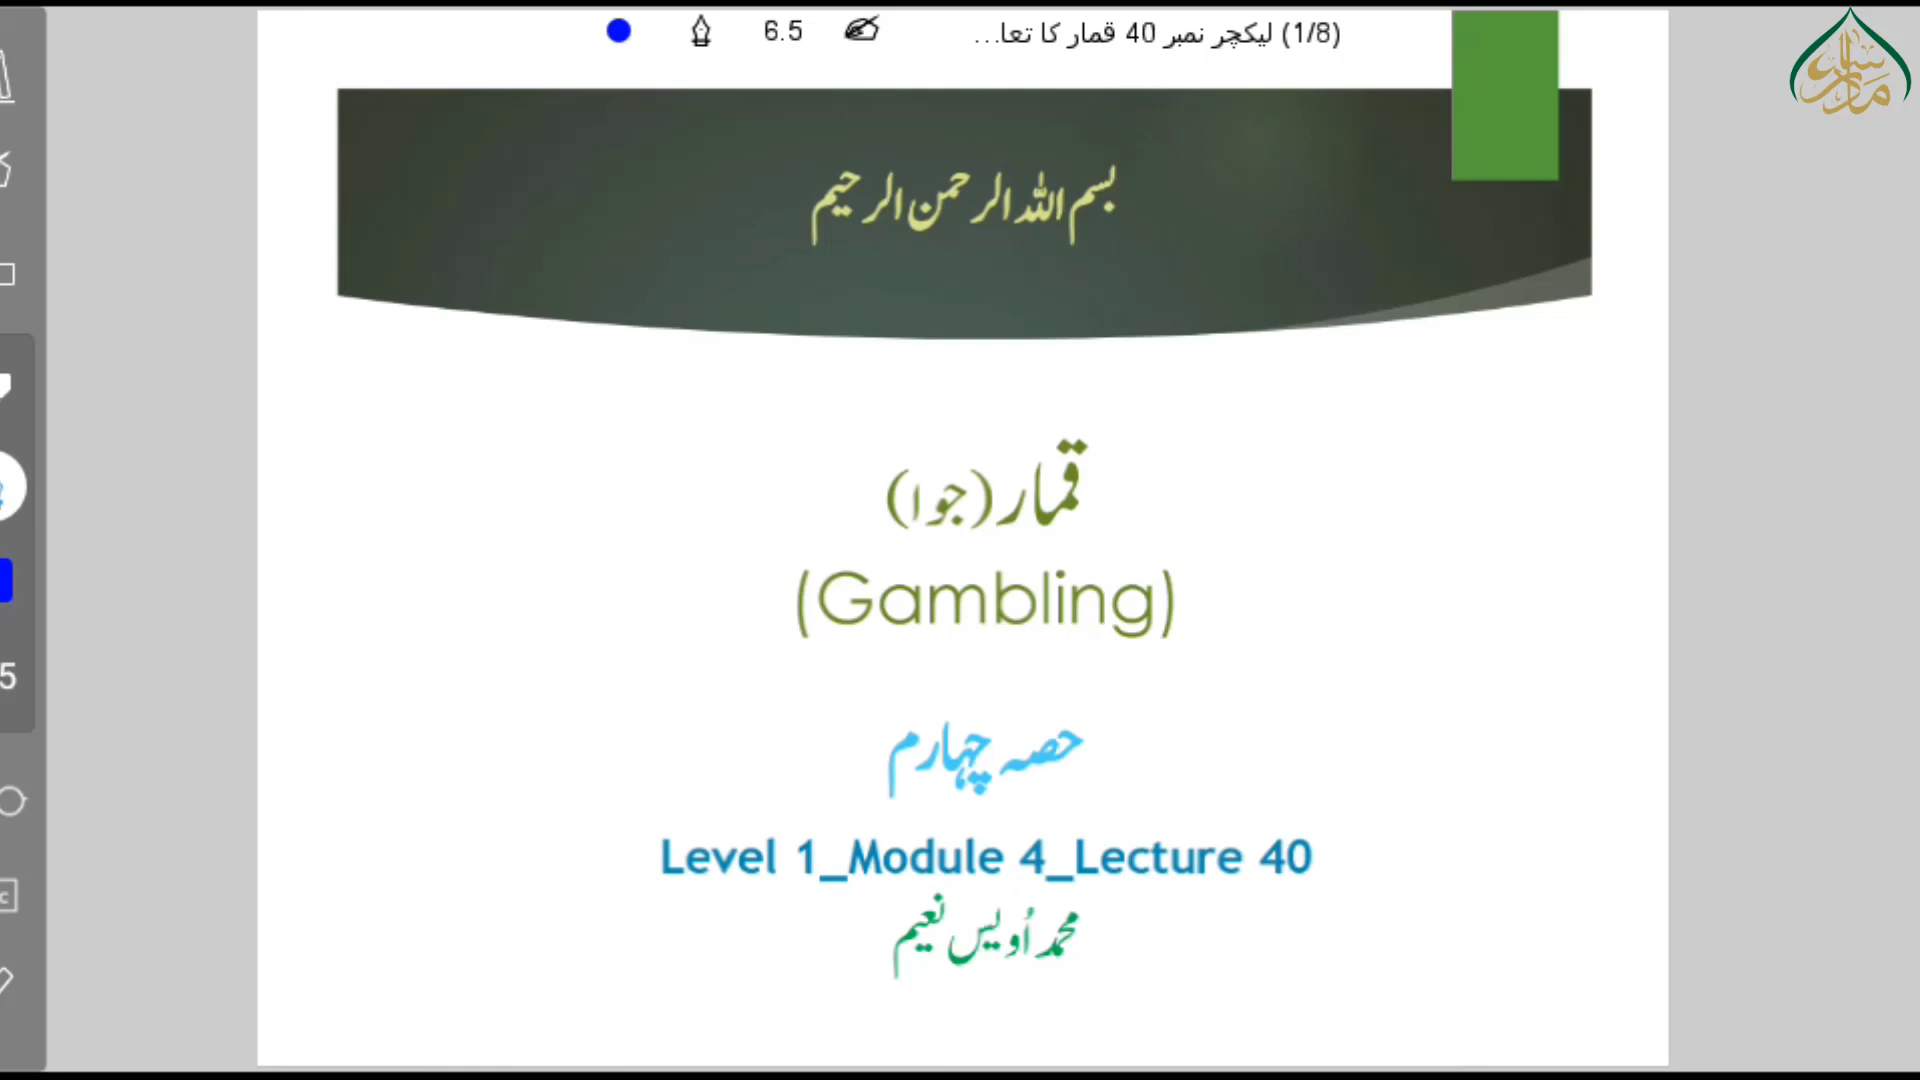 (1/8) لیکچر نمبر 40 قمار کا تعا...
6.5
بسم اللہ الرحمن الرحیم
قمار (جوا)
(Gambling)
حصہ چہارم
Level 1_Module 4_Lecture 40
محمد اُویس نعیم
5
c